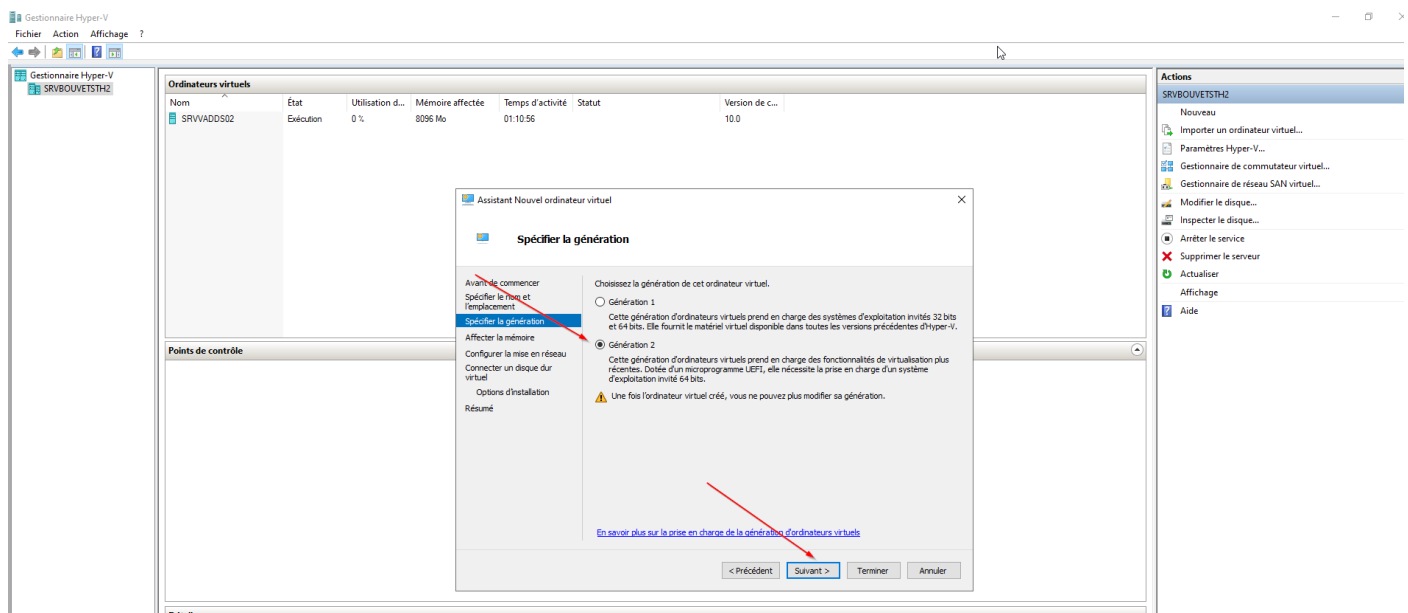 Gestionnaire Hyper-V
Fichier Action Affichage ?
Gestionnaire Hyper-V
SRVBOUVETSTH2
Ordinateurs virtuels
Nom État Utilisation d... Mémoire affectée Temps d'activité Statut Version de c...
SRVVADDS02 Exécution 0 % 8096 Mo 01:10:56 10.0
Points de contrôle
Assistant Nouvel ordinateur virtuel
Spécifier la génération
Avant de commencer
Spécifier le nom et
l'emplacement
Spécifier la génération
Affecter la mémoire
Configurer la mise en réseau
Connecter un disque dur
virtuel
Options d'installation
Résumé
Choisissez la génération de cet ordinateur virtuel.
Génération 1
Cette génération d'ordinateurs virtuels prend en charge des systèmes d'exploitation invités 32 bits
et 64 bits. Elle fournit le matériel virtuel disponible dans toutes les versions précédentes d'Hyper-V.
Génération 2
Cette génération d'ordinateurs virtuels prend en charge des fonctionnalités de virtualisation plus
récentes. Dotée d'un microprogramme UEFI, elle nécessite la prise en charge d'un système
d'exploitation invité 64 bits.
Une fois l'ordinateur virtuel créé, vous ne pouvez plus modifier sa génération.
En savoir plus sur la prise en charge de la génération d'ordinateurs virtuels
< Précédent Suivant > Terminer Annuler
Actions
SRVBOUVETSTH2
Nouveau
Importer un ordinateur virtuel...
Paramètres Hyper-V...
Gestionnaire de commutateur virtuel...
Gestionnaire de réseau SAN virtuel...
Modifier le disque...
Inspecter le disque...
Arrêter le service
Supprimer le serveur
Actualiser
Affichage
Aide